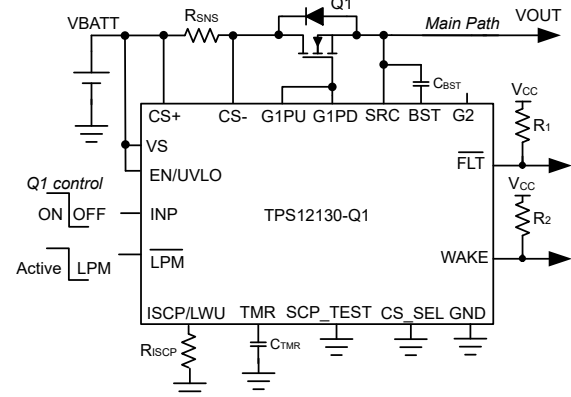 Q1
VBATT
RSNS
Main Path
VOUT
CBST
VCC
CS+
CS-
G1PU
G1PD
SRC
BST
G2
R1
VS
FLT
EN/UVLO
VCC
Q1 control
ON
OFF
INP
TPS12130-Q1
R2
LPM
WAKE
Active
LPM
ISCP/LWU
TMR
SCP_TEST
CS_SEL
GND
RISCP
CTMR